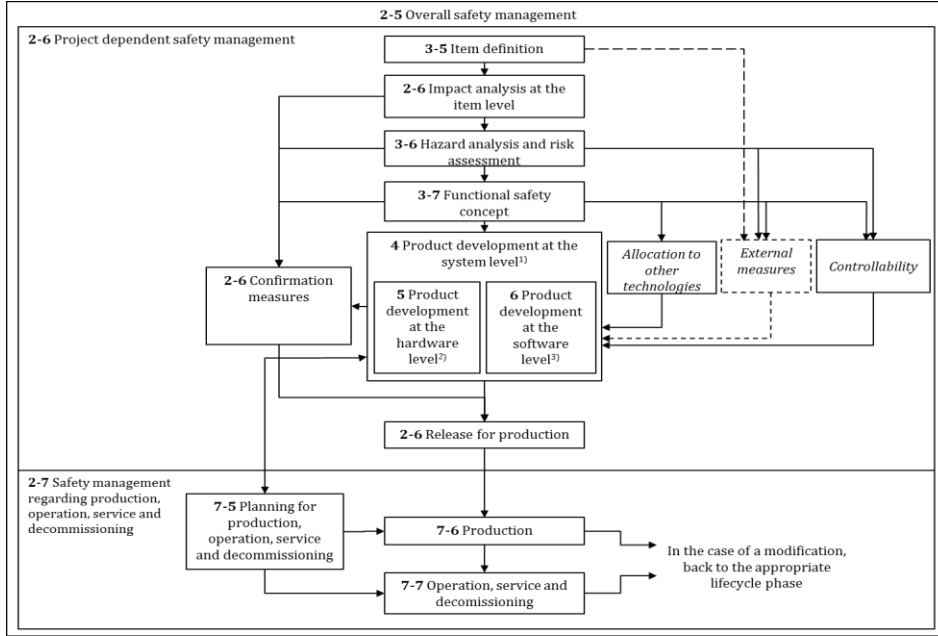 2-5 Overall safety management
2-6 Project dependent safety management
3-5 Item definition
2-6 Impact analysis at the
item level
3-6 Hazard analysis and risk
assessment
3-7 Functional safety
concept
4 Product development at the
system level1)
5 Product
development
at the
hardware
level2)
6 Product
development
at the
software
level3)
2-6 Confirmation
measures
Allocation to
other
technologies
External
measures
Controllability
2-6 Release for production
2-7 Safety management
regarding production,
operation, service and
decommissioning
7-5 Planning for
production,
operation, service
and decommissioning
7-6 Production
7-7 Operation, service and
decomissioning
In the case of a modification,
back to the appropriate
lifecycle phase